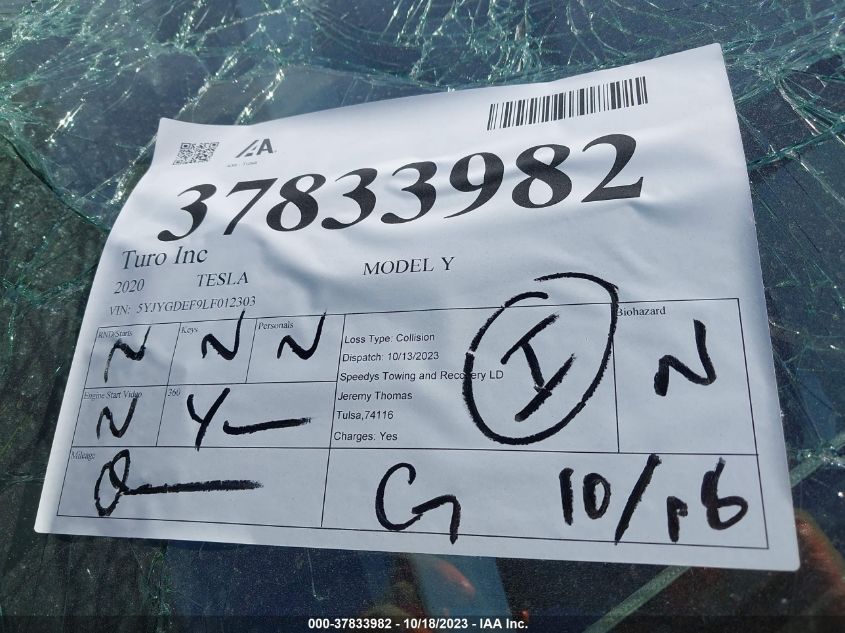 IAA
37833982
Turo Inc
2020 TESLA MODEL Y
VIN: 5YJYGDEF9LF012303
RND/Starts
N
Keys
N
Personals
N
Loss Type: Collision
Dispatch: 10/13/2023
Speedys Towing and Recovery LD
Jeremy Thomas
Tulsa,74116
Charges: Yes
I
Biohazard
N
Engine Start Video
N
360
Y
Mileage
G 10/18
000-37833982 - 10/18/2023 - IAA Inc.